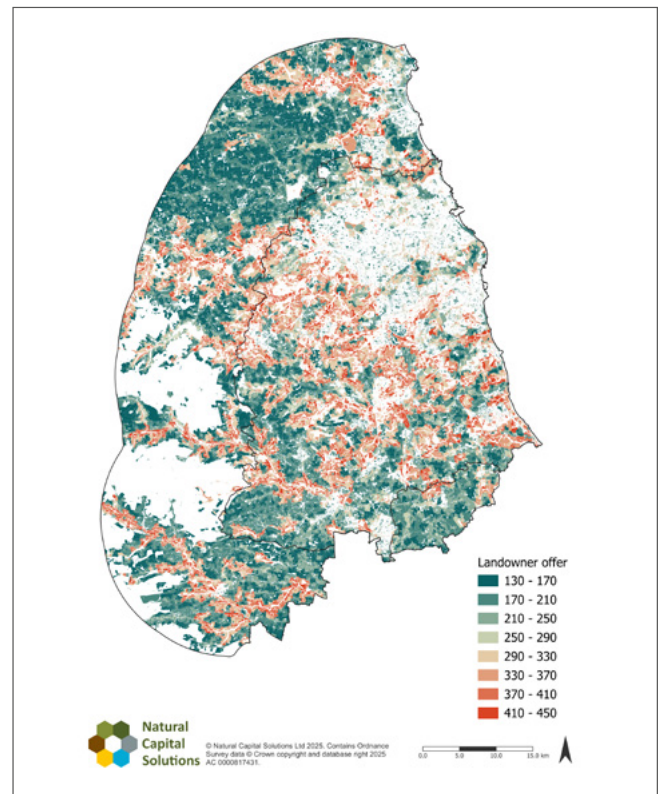 Landowner offer
130 - 170
170 - 210
210 - 250
250 - 290
290 - 330
330 - 370
370 - 410
410 - 450
Natural
Capital
Solutions
© Natural Capital Solutions Ltd 2025. Contains Ordnance
Survey data © Crown copyright and database right 2025
AC 0000817431.
0.0 5.0 10.0 15.0 km